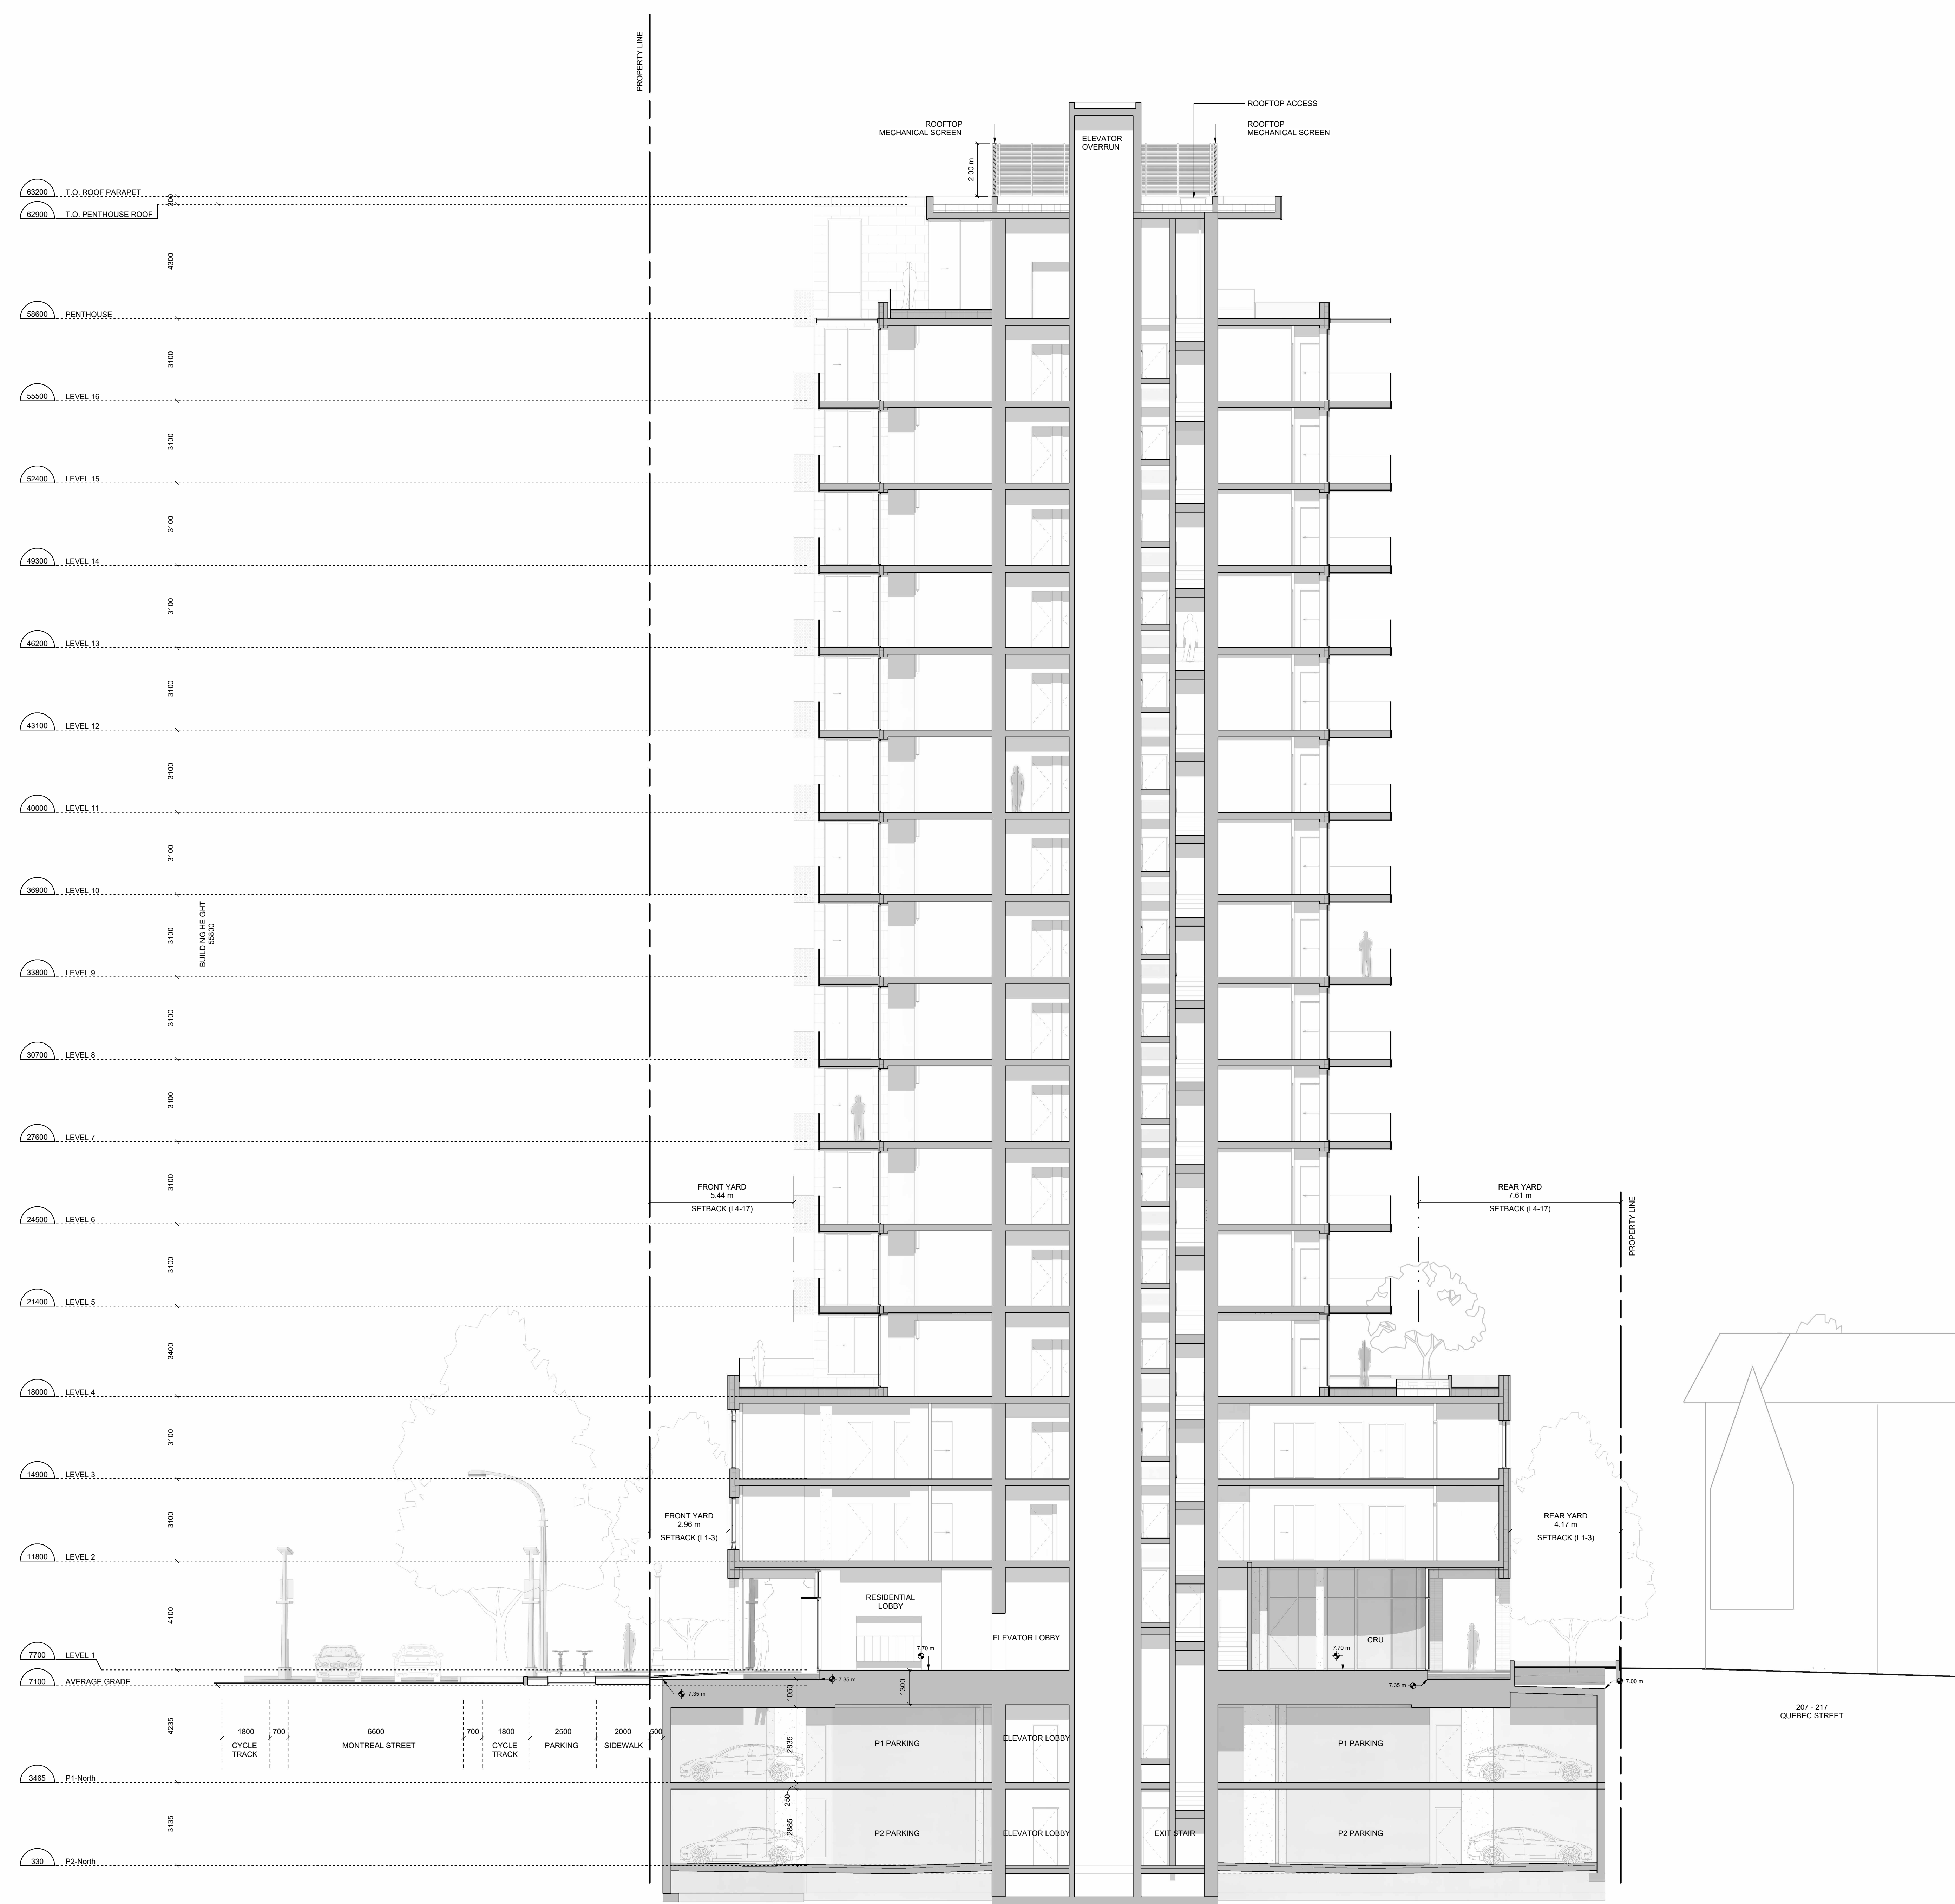 PROPERTY LINE
ROOFTOP ACCESS
ROOFTOP
MECHANICAL SCREEN
ELEVATOR
OVERRUN
ROOFTOP
MECHANICAL SCREEN
2.00 m
63200 T.O. ROOF PARAPET
300
62900 T.O. PENTHOUSE ROOF
4300
58600 PENTHOUSE
3100
55500 LEVEL 16
3100
52400 LEVEL 15
3100
49300 LEVEL 14
3100
46200 LEVEL 13
3100
43100 LEVEL 12
3100
40000 LEVEL 11
3100
36900 LEVEL 10
BUILDING HEIGHT
55800
3100
33800 LEVEL 9
3100
30700 LEVEL 8
3100
27600 LEVEL 7
3100
FRONT YARD
5.44 m
SETBACK (L4-17)
REAR YARD
7.61 m
SETBACK (L4-17)
PROPERTY LINE
24500 LEVEL 6
3100
21400 LEVEL 5
3400
18000 LEVEL 4
3100
14900 LEVEL 3
3100
FRONT YARD
2.96 m
SETBACK (L1-3)
REAR YARD
4.17 m
SETBACK (L1-3)
11800 LEVEL 2
4100
RESIDENTIAL
LOBBY
ELEVATOR LOBBY
CRU
7.70 m
7.70 m
7700 LEVEL 1
7100 AVERAGE GRADE
7.35 m
7.35 m
7.35 m
7.00 m
1050
1300
4235
1800
CYCLE
TRACK
700
6600
MONTREAL STREET
700
1800
CYCLE
TRACK
2500
PARKING
2000
SIDEWALK
500
207 - 217
QUEBEC STREET
2835
P1 PARKING
ELEVATOR LOBBY
P1 PARKING
3465 P1-North
250
3135
2885
P2 PARKING
ELEVATOR LOBBY
EXIT STAIR
P2 PARKING
330 P2-North